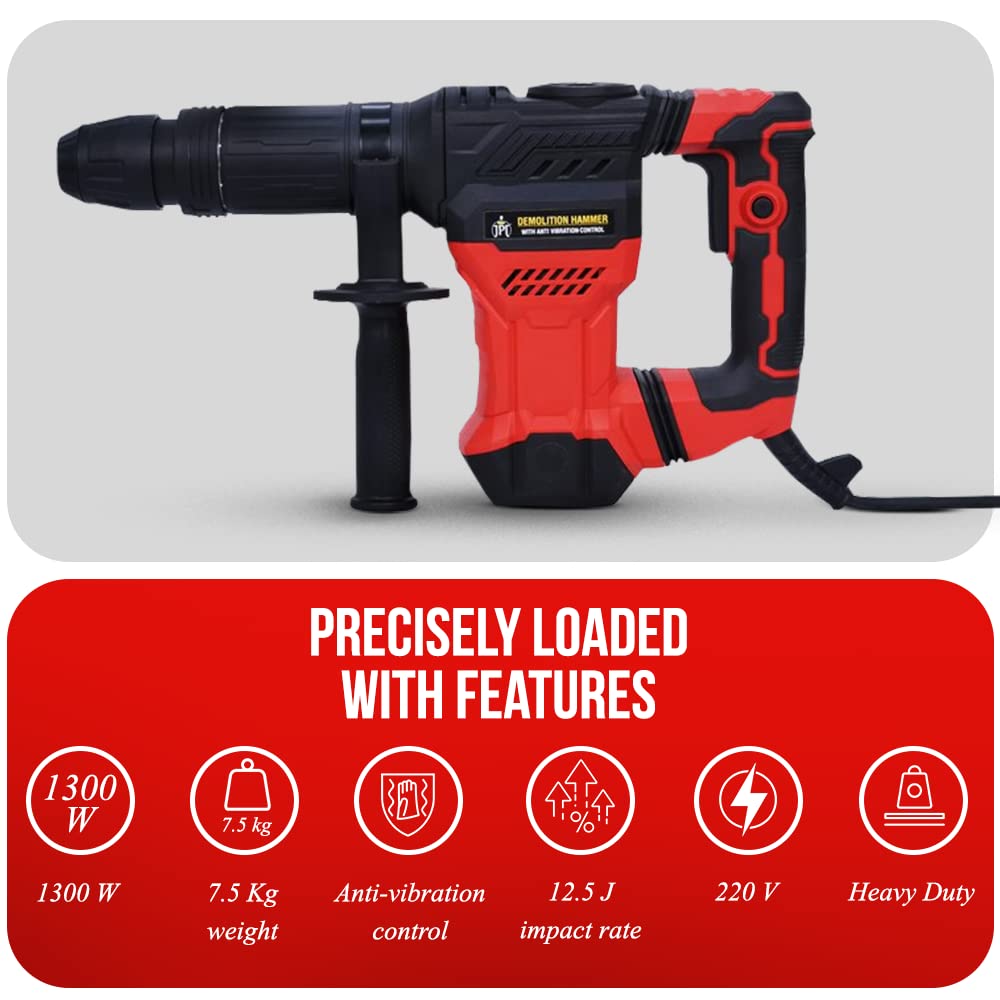 JPT
DEMOLITION HAMMER
WITH ANTI VIBRATION CONTROL
PRECISELY LOADED
WITH FEATURES
1300
W
7.5 kg
%
1300 W
7.5 Kg
weight
Anti-vibration
control
12.5 J
impact rate
220 V
Heavy Duty